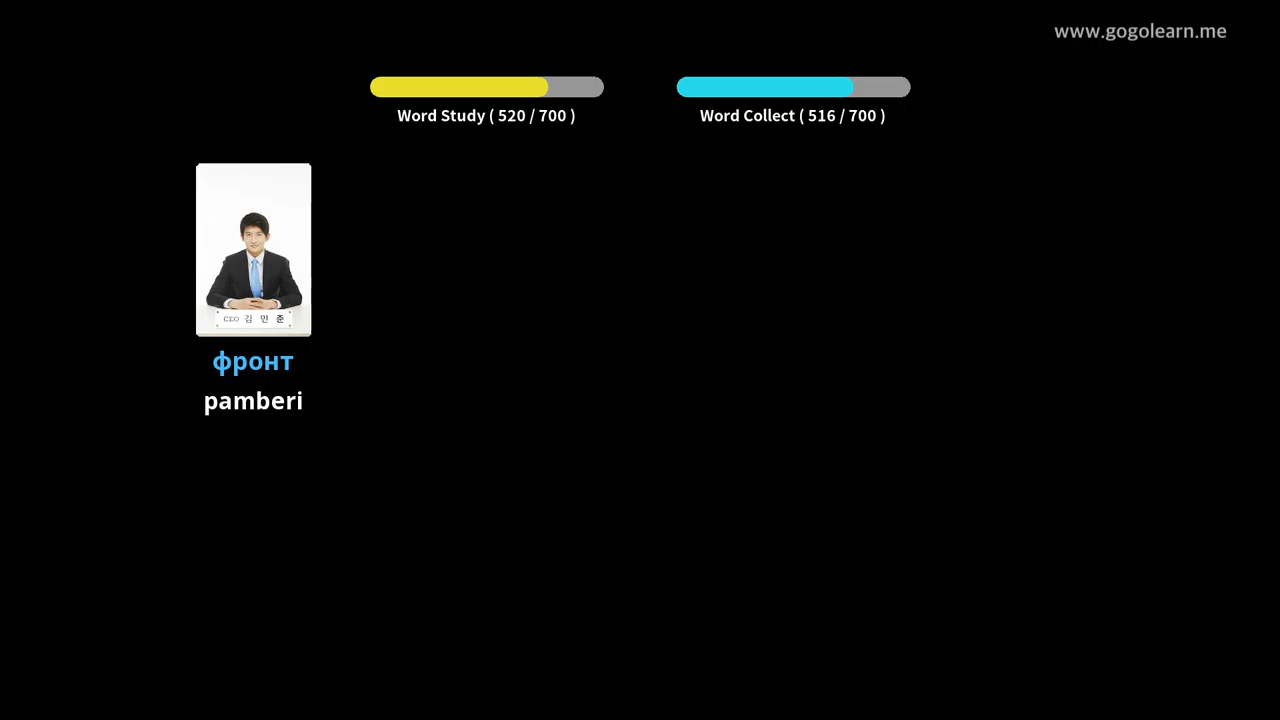 www.gogolearn.me
Word Study ( 520 / 700 )
Word Collect ( 516 / 700 )
CEO 김 민 준
фронт
pamberi